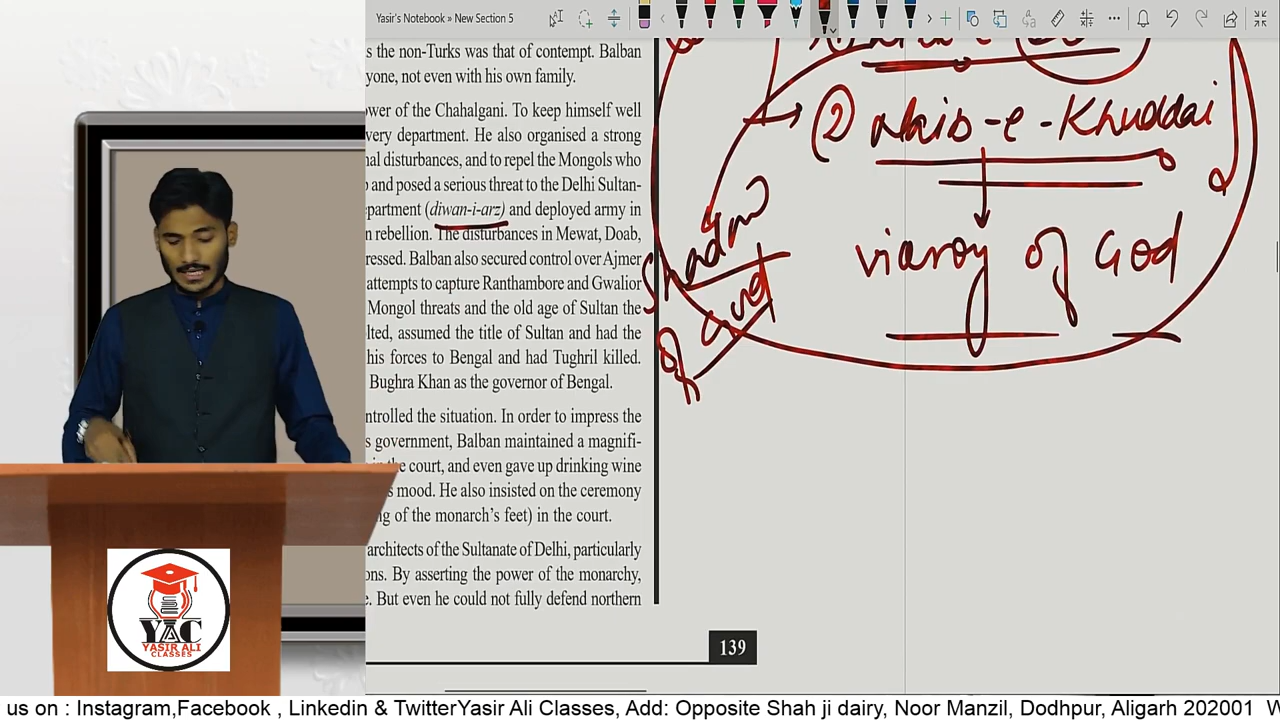 Yasir's Notebook » New Section 5
s the non-Turks was that of contempt. Balban
yone, not even with his own family.
ower of the Chahalgani. To keep himself well
very department. He also organised a strong
nal disturbances, and to repel the Mongols who
o and posed a serious threat to the Delhi Sultan-
epartment (diwan-i-arz) and deployed army in
n rebellion. The disturbances in Mewat, Doab,
ressed. Balban also secured control over Ajmer
attempts to capture Ranthambore and Gwalior
Mongol threats and the old age of Sultan the
lted, assumed the title of Sultan and had the
his forces to Bengal and had Tughril killed.
Bughra Khan as the governor of Bengal.
ntrolled the situation. In order to impress the
s government, Balban maintained a magnifi-
in the court, and even gave up drinking wine
s mood. He also insisted on the ceremony
ng of the monarch's feet) in the court.
architects of the Sultanate of Delhi, particularly
ons. By asserting the power of the monarchy,
e. But even he could not fully defend northern
139
② Naib-e-Khuddai
of God
of God
YAC
YASIR ALI
CLASSES
us on : Instagram,Facebook , Linkedin & TwitterYasir Ali Classes, Add: Opposite Shah ji dairy, Noor Manzil, Dodhpur, Aligarh 202001 W